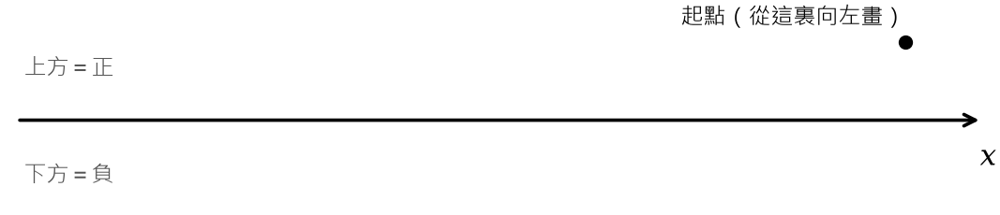 起點（從這裏向左畫）
上方 = 正
x
下方 = 負